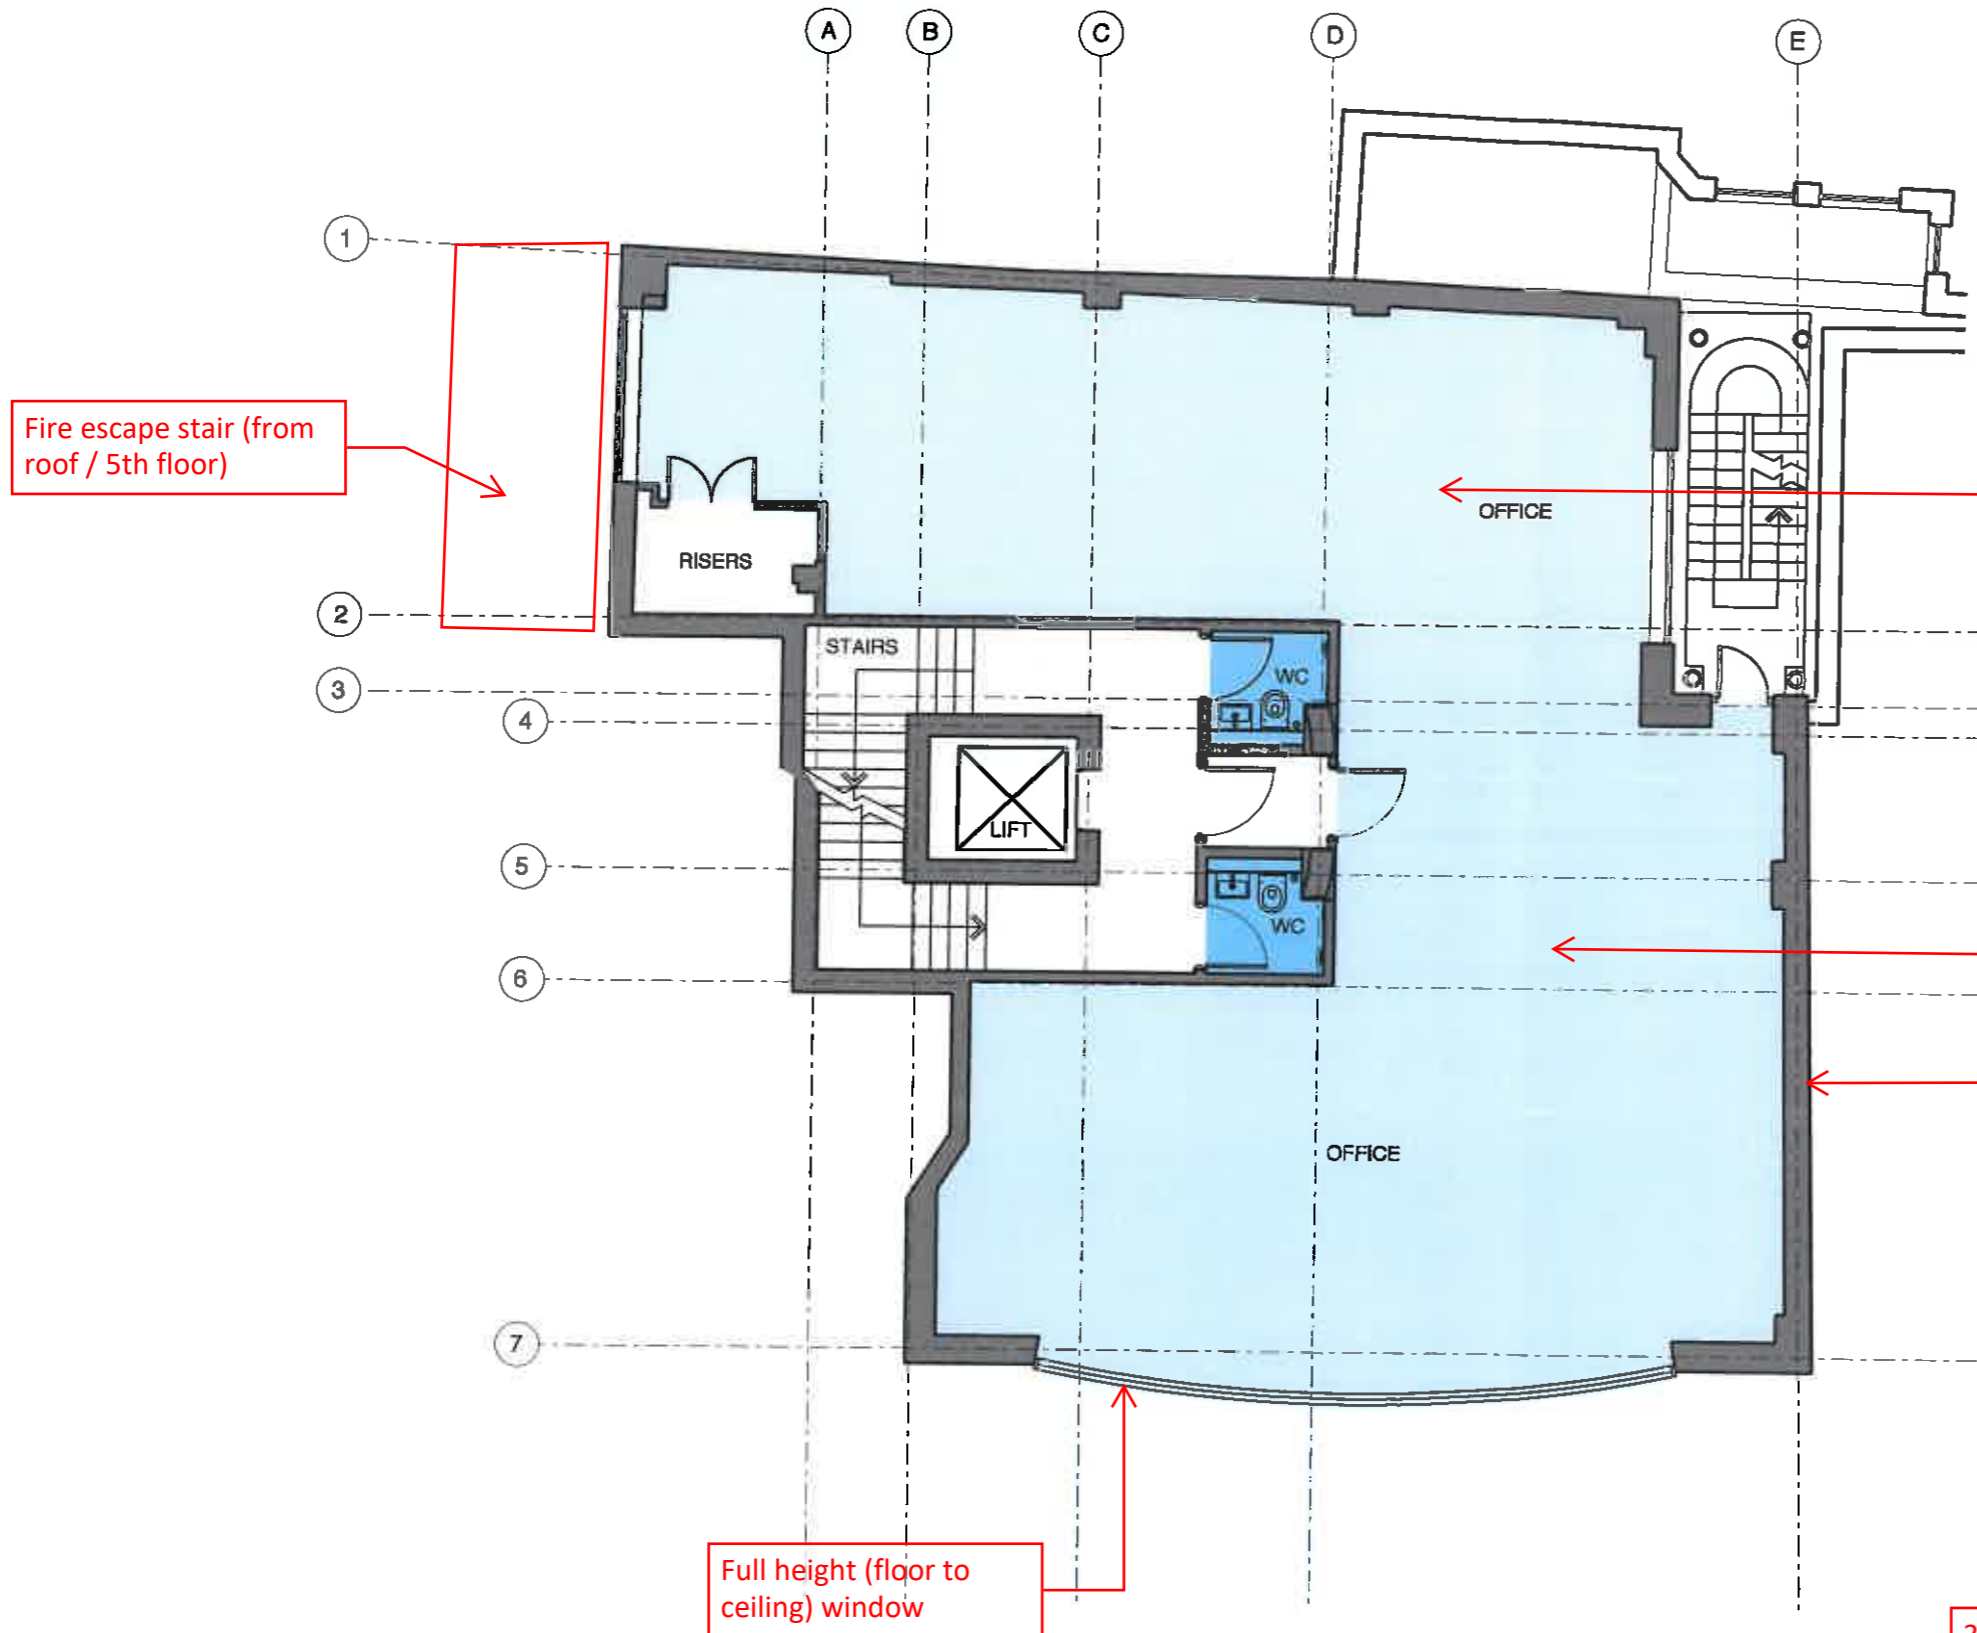 A
B
C
D
E
1
Fire escape stair (from
roof / 5th floor)
OFFICE
RISERS
2
STAIRS
3
WC
4
LIFT
5
WC
6
OFFICE
7
Full height (floor to
ceiling) window